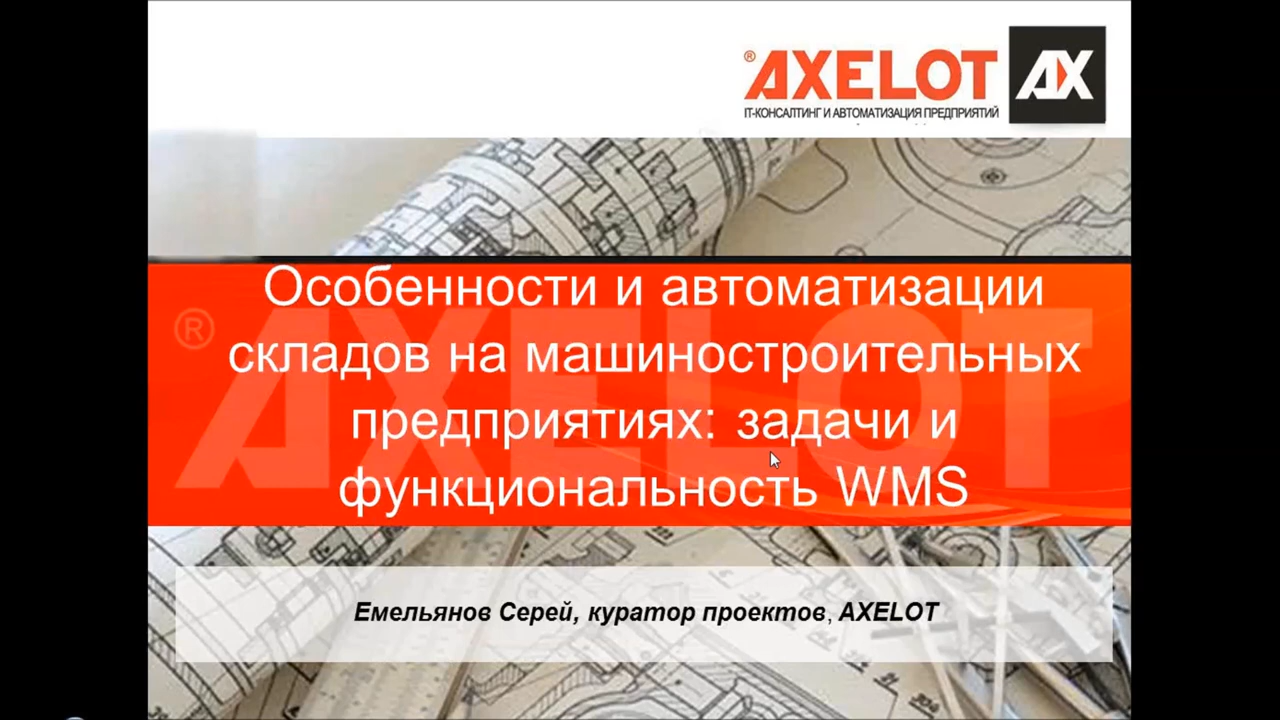 ® AXELOT AX
IT-КОНСАЛТИНГ И АВТОМАТИЗАЦИЯ ПРЕДПРИЯТИЙ
Особенности и автоматизации
складов на машиностроительных
предприятиях: задачи и
функциональность WMS
® AXELOT
Емельянов Серей, куратор проектов, AXELOT